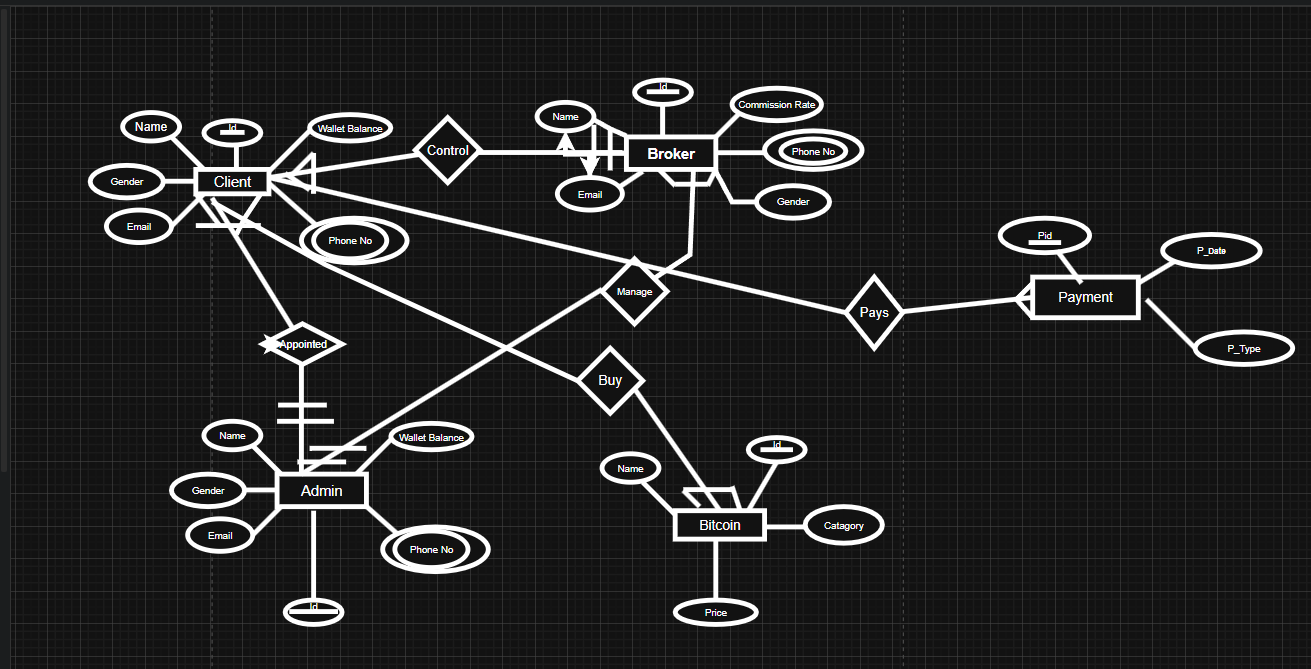 Id
Name
Commission Rate
Name
Id
Wallet Balance
Control
Broker
Phone No
Gender
Client
Email
Gender
Email
Phone No
Pid
P_Date
Manage
Payment
Pays
Appointed
P_Type
Buy
Name
Wallet Balance
Id
Name
Gender
Admin
Bitcoin
Catagory
Email
Phone No
Id
Price